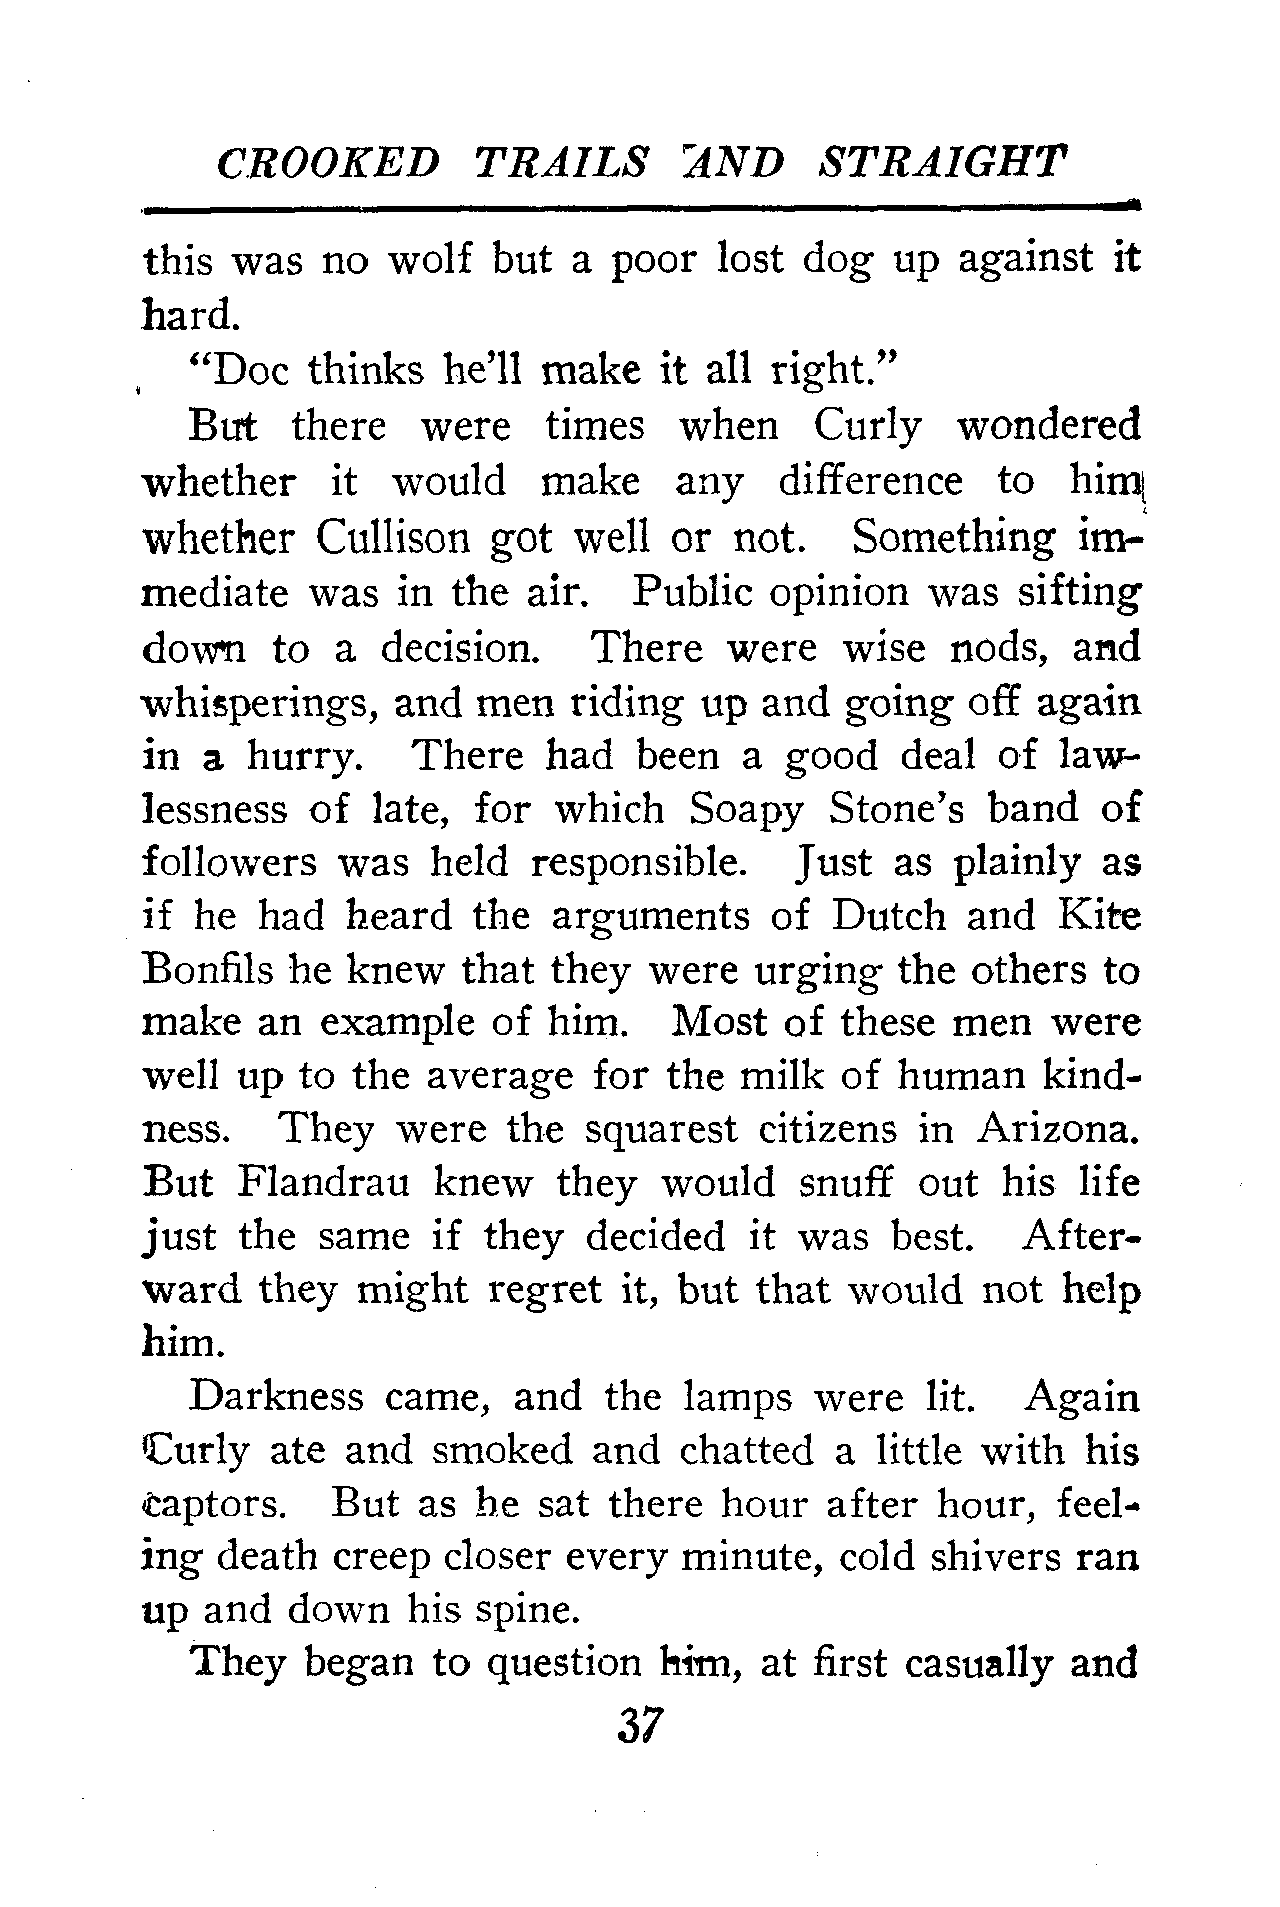 CROOKED TRAILS AND STRAIGHT
this was no wolf but a poor lost dog up against it
hard.
“Doc thinks he’ll make it all right.”
But there were times when Curly wondered
whether it would make any difference to him
whether Cullison got well or not. Something im-
mediate was in the air. Public opinion was sifting
down to a decision. There were wise nods, and
whisperings, and men riding up and going off again
in a hurry. There had been a good deal of law-
lessness of late, for which Soapy Stone’s band of
followers was held responsible. Just as plainly as
if he had heard the arguments of Dutch and Kite
Bonfils he knew that they were urging the others to
make an example of him. Most of these men were
well up to the average for the milk of human kind-
ness. They were the squarest citizens in Arizona.
But Flandrau knew they would snuff out his life
just the same if they decided it was best. After-
ward they might regret it, but that would not help
him.
Darkness came, and the lamps were lit. Again
Curly ate and smoked and chatted a little with his
captors. But as he sat there hour after hour, feel-
ing death creep closer every minute, cold shivers ran
up and down his spine.
They began to question him, at first casually and
37